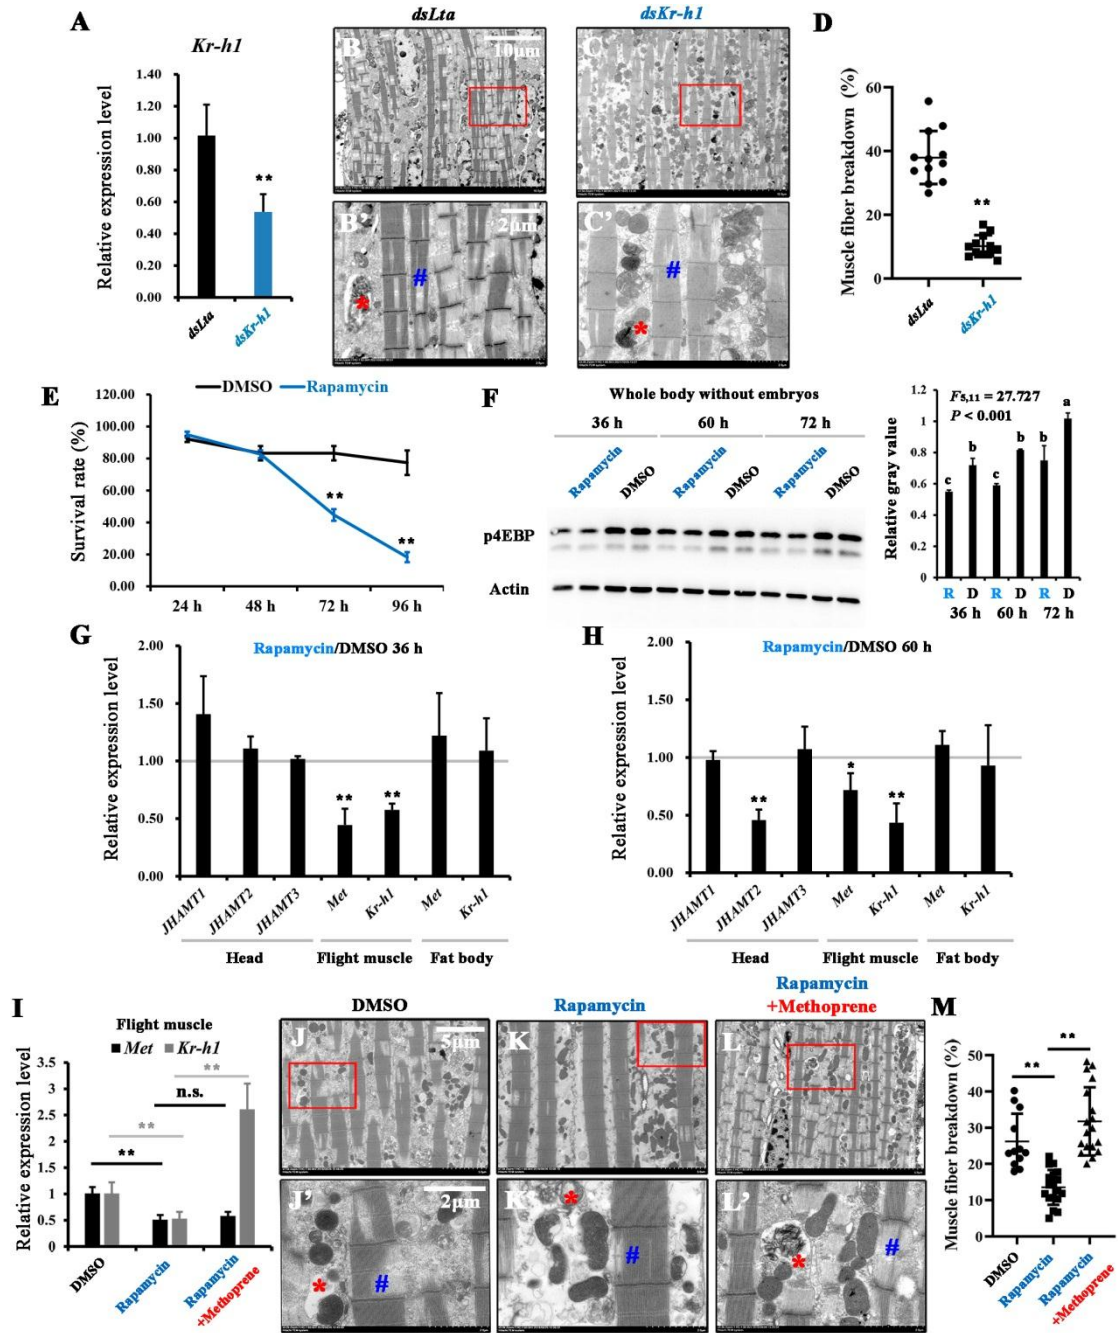 A
Kr-h1
Relative expression level
1.40
1.20
1.00
0.80
0.60
0.40
0.20
0.00
**
dsLta
dsKr-h1
dsLta
dsKr-h1
B
10μm
C
B'
2μm
#
*
C'
#
*
D
Muscle fiber breakdown (%)
60
40
20
0
**
dsLta
dsKr-h1
E
DMSO
Rapamycin
Survival rate (%)
120.00
100.00
80.00
60.00
40.00
20.00
0.00
**
**
24 h
48 h
72 h
96 h
F
Whole body without embryos
36 h
60 h
72 h
Rapamycin
DMSO
Rapamycin
DMSO
Rapamycin
DMSO
p4EBP
Actin
Relative gray value
1.2
1
0.8
0.6
0.4
0.2
0
F5,11 = 27.727
P < 0.001
c
b
c
b
b
a
R
D
R
D
R
D
36 h
60 h
72 h
G
Rapamycin/DMSO 36 h
Relative expression level
2.00
1.50
1.00
0.50
0.00
**
**
JHAMT1
JHAMT2
JHAMT3
Met
Kr-h1
Met
Kr-h1
Head
Flight muscle
Fat body
H
Rapamycin/DMSO 60 h
Relative expression level
2.00
1.50
1.00
0.50
0.00
**
*
**
JHAMT1
JHAMT2
JHAMT3
Met
Kr-h1
Met
Kr-h1
Head
Flight muscle
Fat body
I
Flight muscle
Met
Kr-h1
Relative expression level
3.5
3
2.5
2
1.5
1
0.5
0
**
n.s.
**
**
DMSO
Rapamycin
Rapamycin
+Methoprene
DMSO
Rapamycin
Rapamycin
+Methoprene
J
5μm
K
L
J'
2μm
*
#
K'
*
#
L'
*
#
M
Muscle fiber breakdown (%)
50
40
30
20
10
0
**
**
DMSO
Rapamycin
Rapamycin
+Methoprene